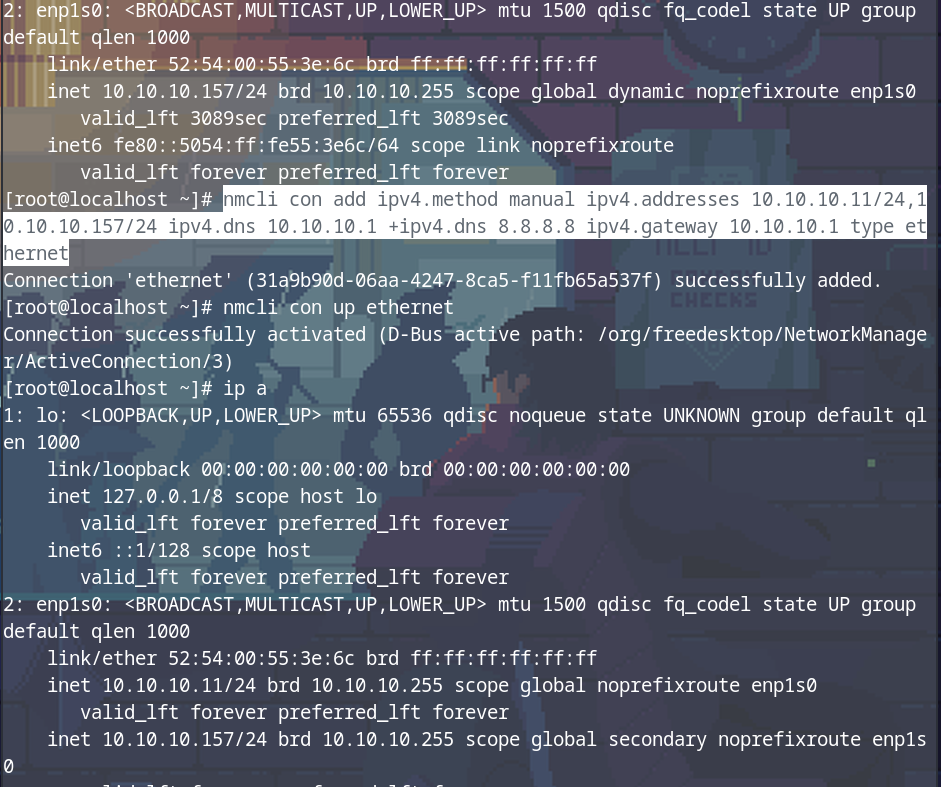 2: enp1s0: <BROADCAST,MULTICAST,UP,LOWER_UP> mtu 1500 qdisc fq_codel state UP group
default qlen 1000
    link/ether 52:54:00:55:3e:6c brd ff:ff:ff:ff:ff:ff
    inet 10.10.10.157/24 brd 10.10.10.255 scope global dynamic noprefixroute enp1s0
       valid_lft 3089sec preferred_lft 3089sec
    inet6 fe80::5054:ff:fe55:3e6c/64 scope link noprefixroute
       valid_lft forever preferred_lft forever
[root@localhost ~]# nmcli con add ipv4.method manual ipv4.addresses 10.10.10.11/24,1
0.10.10.157/24 ipv4.dns 10.10.10.1 +ipv4.dns 8.8.8.8 ipv4.gateway 10.10.10.1 type et
hernet
Connection 'ethernet' (31a9b90d-06aa-4247-8ca5-f11fb65a537f) successfully added.
[root@localhost ~]# nmcli con up ethernet
Connection successfully activated (D-Bus active path: /org/freedesktop/NetworkManage
r/ActiveConnection/3)
[root@localhost ~]# ip a
1: lo: <LOOPBACK,UP,LOWER_UP> mtu 65536 qdisc noqueue state UNKNOWN group default ql
en 1000
    link/loopback 00:00:00:00:00:00 brd 00:00:00:00:00:00
    inet 127.0.0.1/8 scope host lo
       valid_lft forever preferred_lft forever
    inet6 ::1/128 scope host
       valid_lft forever preferred_lft forever
2: enp1s0: <BROADCAST,MULTICAST,UP,LOWER_UP> mtu 1500 qdisc fq_codel state UP group
default qlen 1000
    link/ether 52:54:00:55:3e:6c brd ff:ff:ff:ff:ff:ff
    inet 10.10.10.11/24 brd 10.10.10.255 scope global noprefixroute enp1s0
       valid_lft forever preferred_lft forever
    inet 10.10.10.157/24 brd 10.10.10.255 scope global secondary noprefixroute enp1s
0
CHECKS